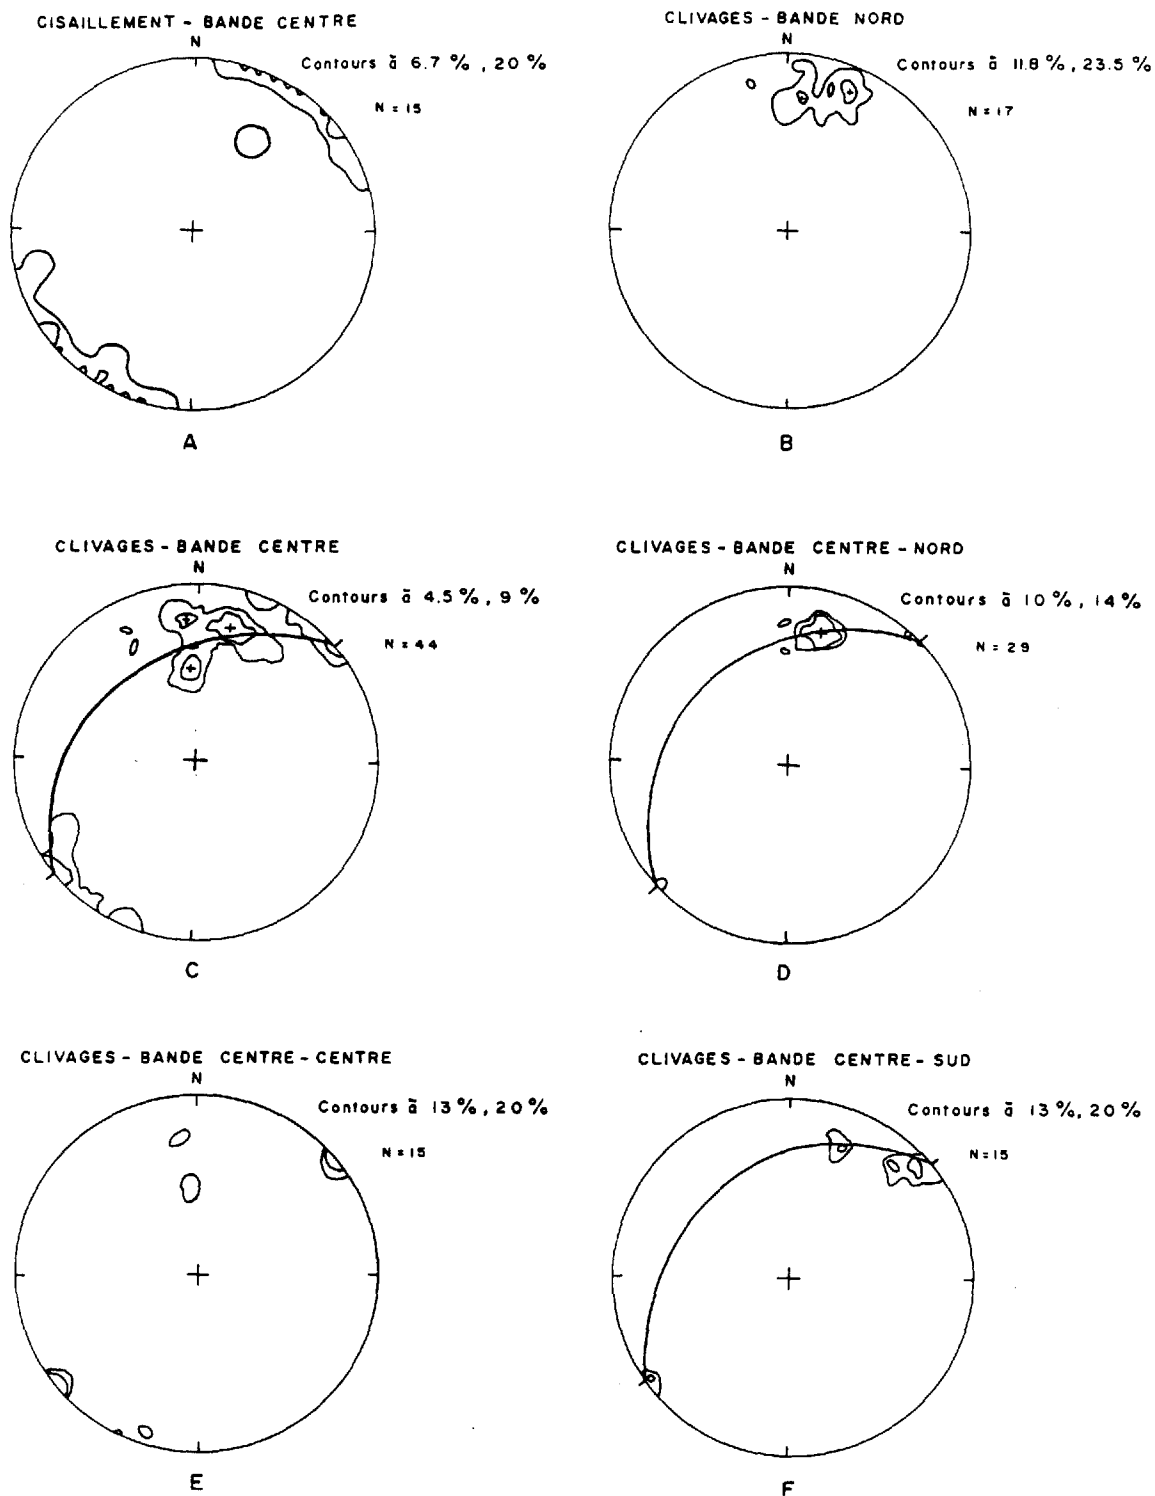 CISAILLEMENT - BANDE CENTRE
N
Contours ā 6.7 %, 20 %
N = 15
A
CLIVAGES - BANDE NORD
N
Contours ā 11.8 %, 23.5 %
N = 17
B
CLIVAGES - BANDE CENTRE
N
Contours ā 4.5 %, 9 %
N = 44
C
CLIVAGES - BANDE CENTRE - NORD
N
Contours ā 10 %, 14 %
N = 29
D
CLIVAGES - BANDE CENTRE - CENTRE
N
Contours ā 13 %, 20 %
N = 15
E
CLIVAGES - BANDE CENTRE - SUD
N
Contours ā 13 %, 20 %
N = 15
F